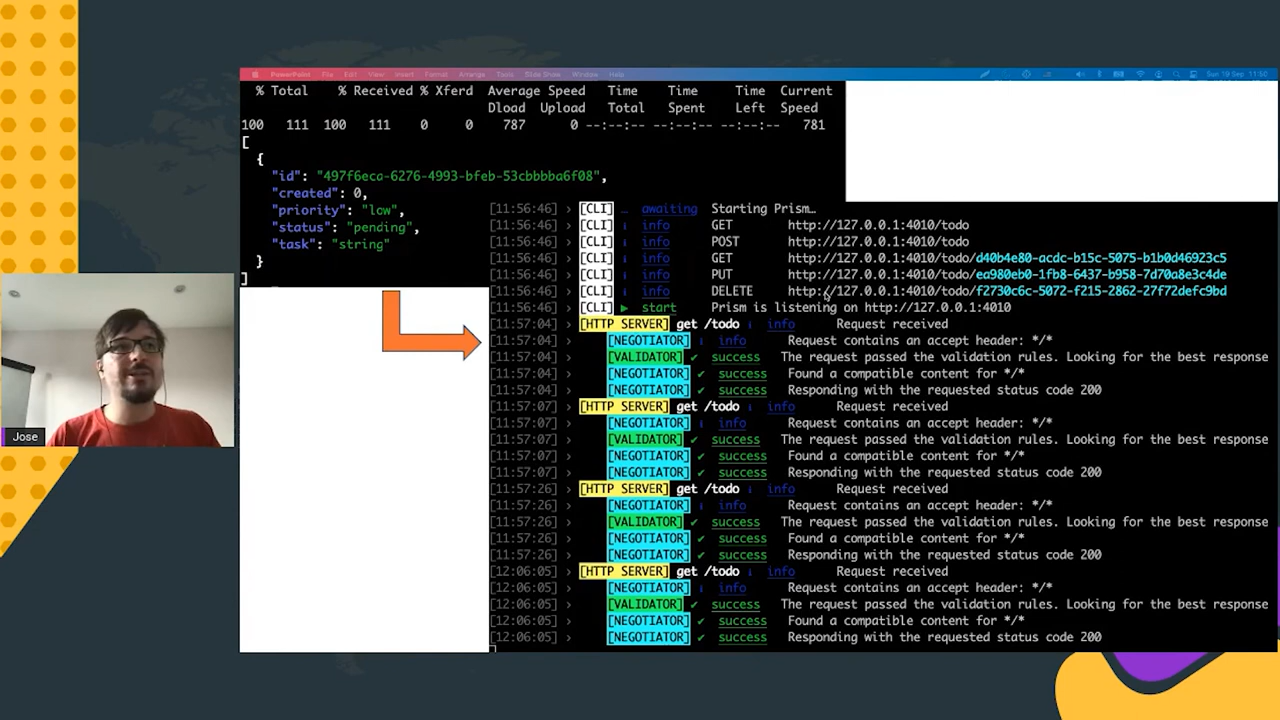 PowerPoint File Edit View Insert Format Arrange Tools Slide Show Window Help Sun 19 Sep 11:50
% Total % Received % Xferd Average Speed Time Time Time Current
Dload Upload Total Spent Left Speed
100 111 100 111 0 0 787 0 --:--:-- --:--:-- --:--:-- 781
[
{
"id": "497f6eca-6276-4993-bfeb-53cbbbba6f08",
"created": 0,
"priority": "low",
"status": "pending",
"task": "string"
}
]
[11:56:46] › [CLI] … awaiting Starting Prism…
[11:56:46] › [CLI] i info GET http://127.0.0.1:4010/todo
[11:56:46] › [CLI] i info POST http://127.0.0.1:4010/todo
[11:56:46] › [CLI] i info GET http://127.0.0.1:4010/todo/d40b4e80-acdc-b15c-5075-b1b0d46923c5
[11:56:46] › [CLI] i info PUT http://127.0.0.1:4010/todo/ea980eb0-1fb8-6437-b958-7d70a8e3c4de
[11:56:46] › [CLI] i info DELETE http://127.0.0.1:4010/todo/f2730c6c-5072-f215-2862-27f72defc9bd
[11:56:46] › [CLI] ▶ start Prism is listening on http://127.0.0.1:4010
[11:57:04] › [HTTP SERVER] get /todo i info Request received
[11:57:04] › [NEGOTIATOR] i info Request contains an accept header: */*
[11:57:04] › [VALIDATOR] ✔ success The request passed the validation rules. Looking for the best response
[11:57:04] › [NEGOTIATOR] ✔ success Found a compatible content for */*
[11:57:04] › [NEGOTIATOR] ✔ success Responding with the requested status code 200
[11:57:07] › [HTTP SERVER] get /todo i info Request received
[11:57:07] › [NEGOTIATOR] i info Request contains an accept header: */*
[11:57:07] › [VALIDATOR] ✔ success The request passed the validation rules. Looking for the best response
[11:57:07] › [NEGOTIATOR] ✔ success Found a compatible content for */*
[11:57:07] › [NEGOTIATOR] ✔ success Responding with the requested status code 200
[11:57:26] › [HTTP SERVER] get /todo i info Request received
[11:57:26] › [NEGOTIATOR] i info Request contains an accept header: */*
[11:57:26] › [VALIDATOR] ✔ success The request passed the validation rules. Looking for the best response
[11:57:26] › [NEGOTIATOR] ✔ success Found a compatible content for */*
[11:57:26] › [NEGOTIATOR] ✔ success Responding with the requested status code 200
[12:06:05] › [HTTP SERVER] get /todo i info Request received
[12:06:05] › [NEGOTIATOR] i info Request contains an accept header: */*
[12:06:05] › [VALIDATOR] ✔ success The request passed the validation rules. Looking for the best response
[12:06:05] › [NEGOTIATOR] ✔ success Found a compatible content for */*
[12:06:05] › [NEGOTIATOR] ✔ success Responding with the requested status code 200
Jose